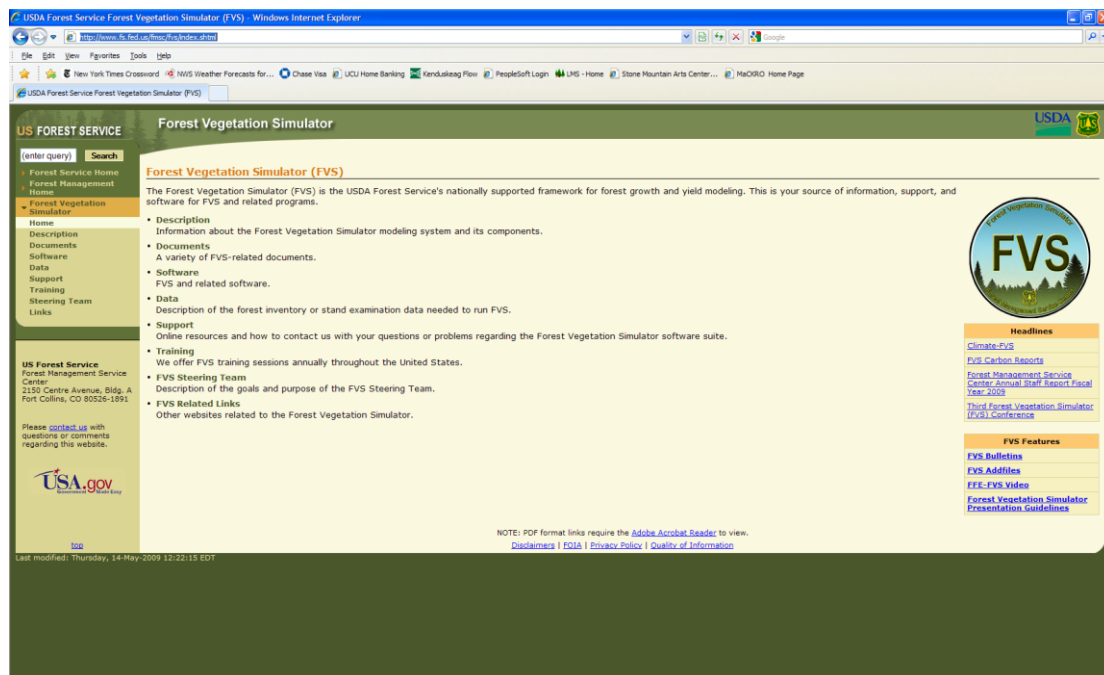 USDA Forest Service Forest Vegetation Simulator (FVS) - Windows Internet Explorer
http://www.fs.fed.us/fmsc/fvs/index.shtml
Google
File Edit View Favorites Tools Help
New York Times Crossword NWS Weather Forecasts for... Chase Visa UCU Home Banking Kenduskeag Flow PeopleSoft Login LMS - Home Stone Mountain Arts Center... Home Page
USDA Forest Service Forest Vegetation Simulator (FVS)
US FOREST SERVICE
Forest Vegetation Simulator
USDA
(enter query) Search
Forest Service Home
Forest Management
Home
Forest Vegetation
Simulator
Home
Description
Documents
Software
Data
Support
Training
Steering Team
Links
US Forest Service
Forest Management Service
Center
2150 Centre Avenue, Bldg. A
Fort Collins, CO 80526-1891
Please contact us with
questions or comments
regarding this website.
USA.gov
Government Made Easy
top
Last modified: Thursday, 14-May-2009 12:22:15 EDT
Forest Vegetation Simulator (FVS)
The Forest Vegetation Simulator (FVS) is the USDA Forest Service's nationally supported framework for forest growth and yield modeling. This is your source of information, support, and
software for FVS and related programs.
• Description
Information about the Forest Vegetation Simulator modeling system and its components.
• Documents
A variety of FVS-related documents.
• Software
FVS and related software.
• Data
Description of the forest inventory or stand examination data needed to run FVS.
• Support
Online resources and how to contact us with your questions or problems regarding the Forest Vegetation Simulator software suite.
• Training
We offer FVS training sessions annually throughout the United States.
• FVS Steering Team
Description of the goals and purpose of the FVS Steering Team.
• FVS Related Links
Other websites related to the Forest Vegetation Simulator.
Forest Vegetation Simulator
FVS
Forest Management Service Center
Headlines
Climate-FVS
FVS Carbon Reports
Forest Management Service
Center Annual Staff Report Fiscal
Year 2009
Third Forest Vegetation Simulator
(FVS) Conference
FVS Features
FVS Bulletins
FVS Addfiles
FFE-FVS Video
Forest Vegetation Simulator
Presentation Guidelines
NOTE: PDF format links require the Adobe Acrobat Reader to view.
Disclaimers | FOIA | Privacy Policy | Quality of Information